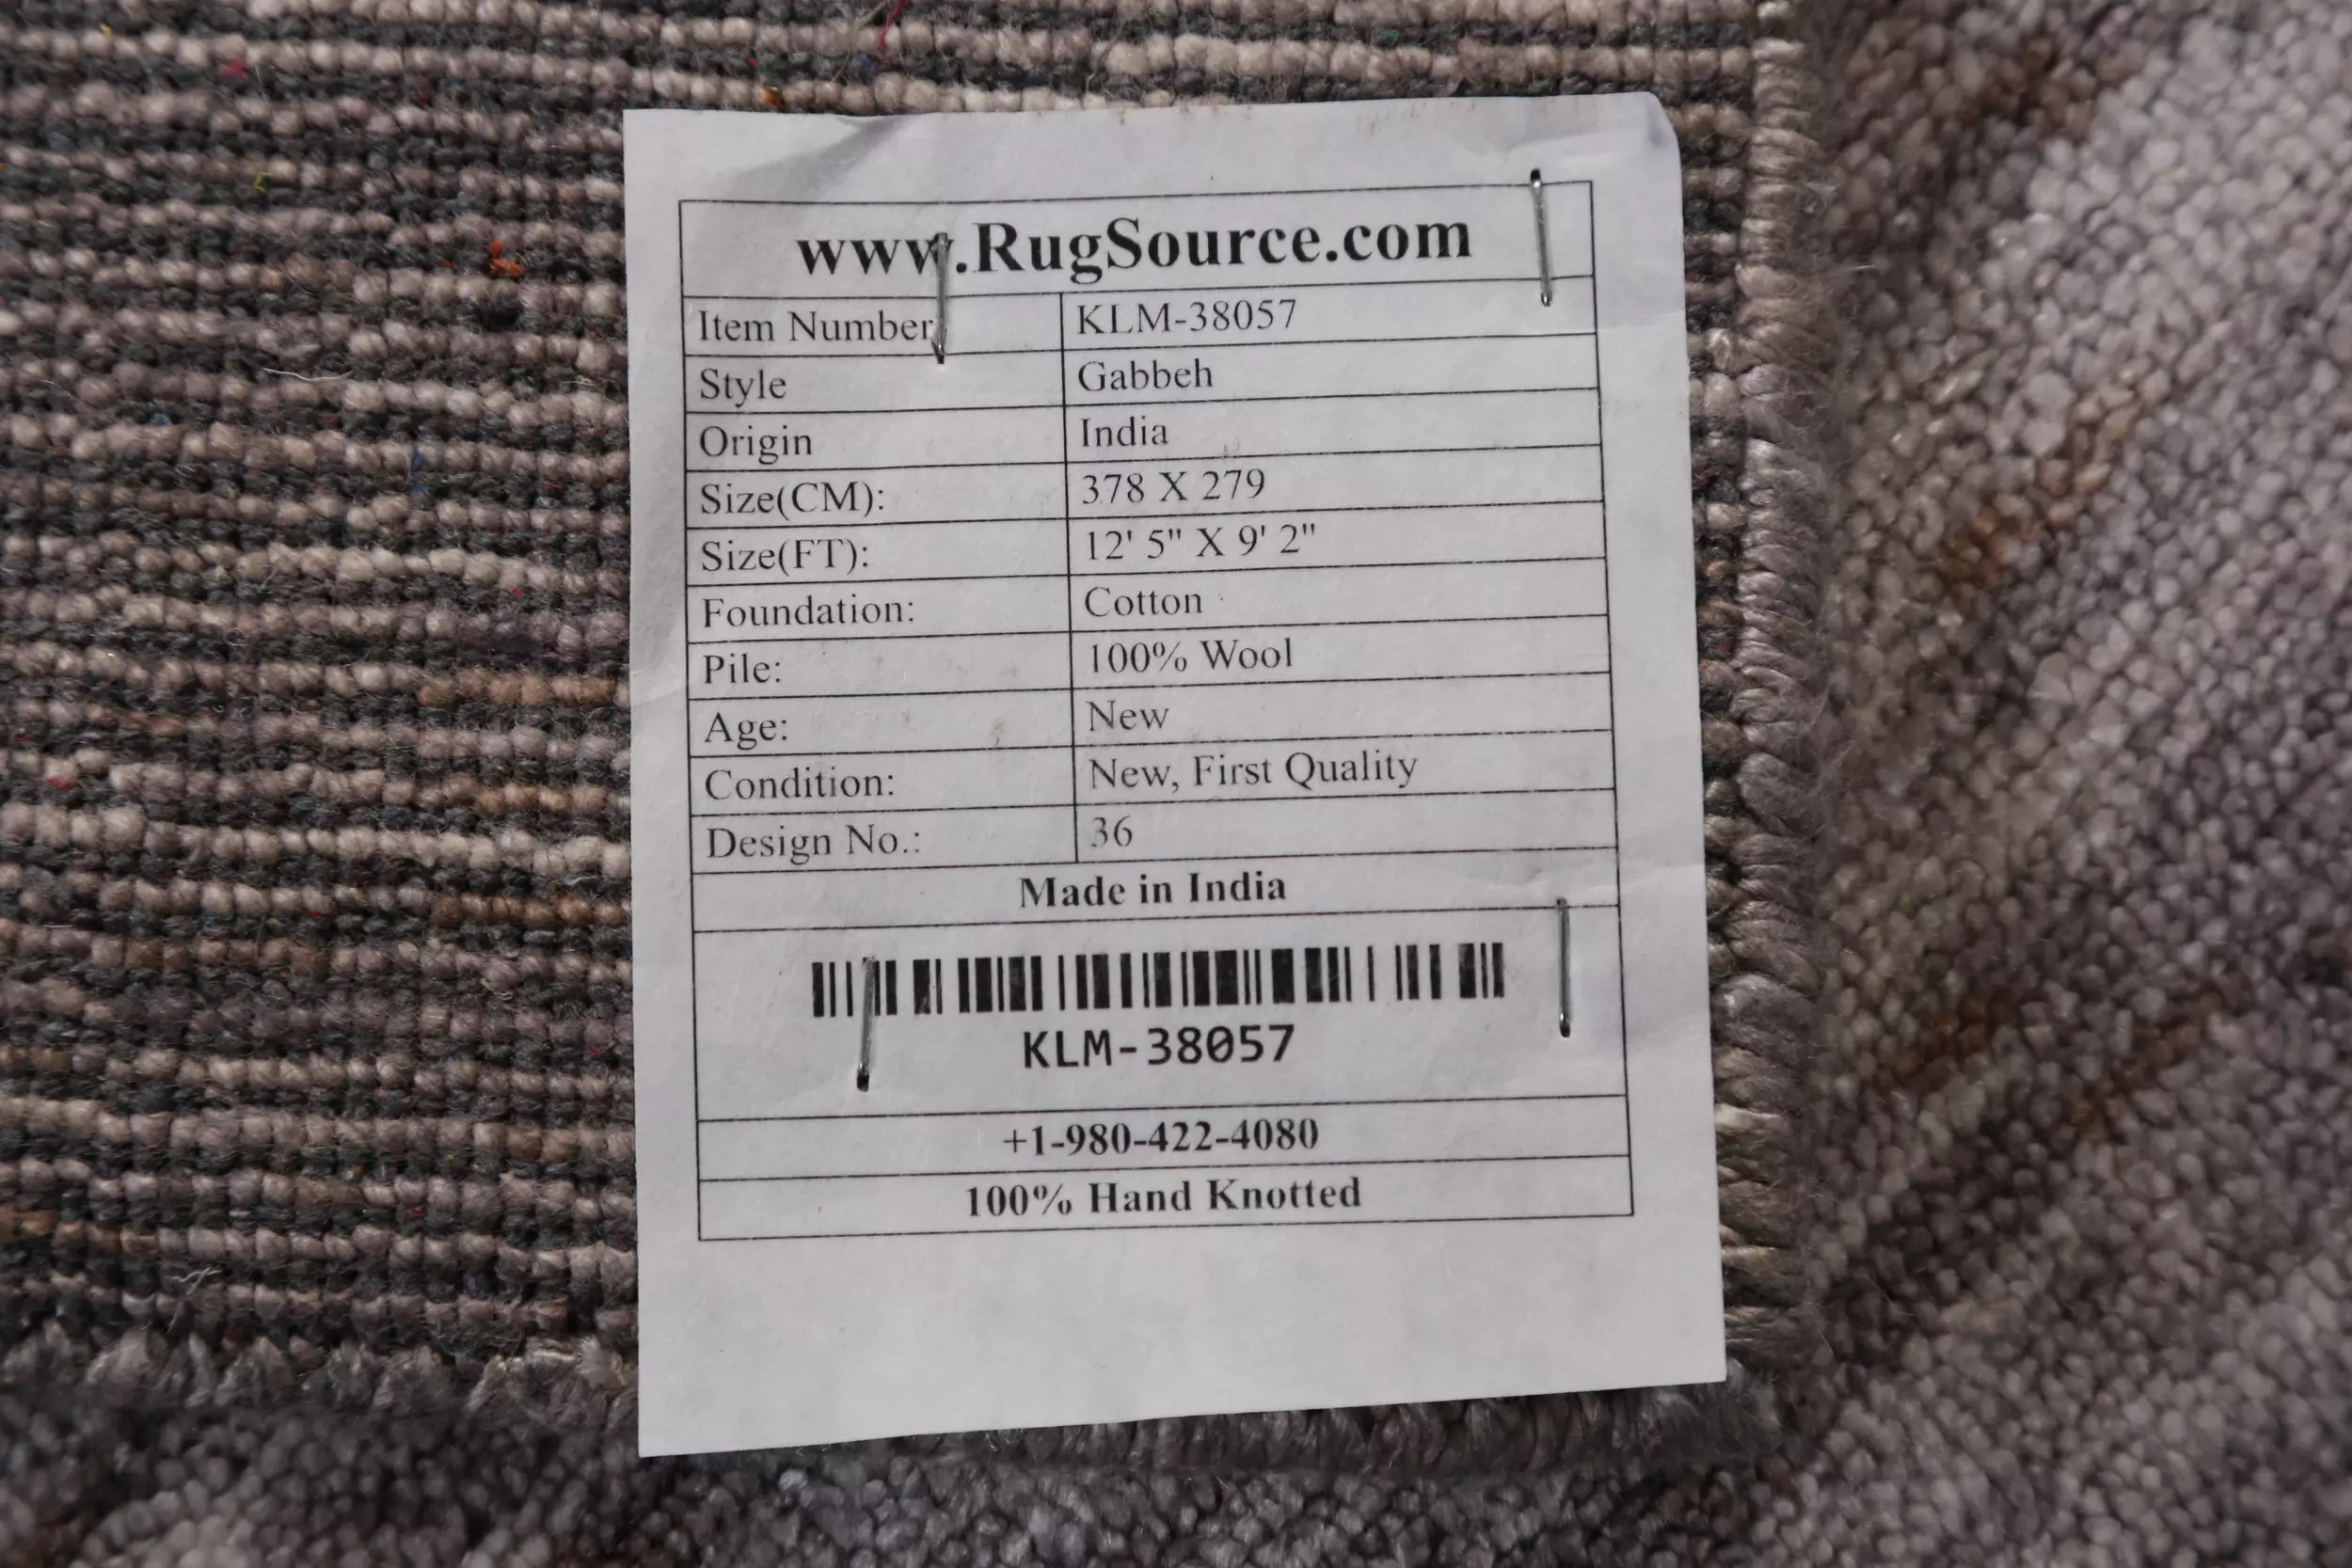 www.RugSource.com
Item Number KLM-38057
Style Gabbeh
Origin India
Size(CM): 378 X 279
Size(FT): 12' 5" X 9' 2"
Foundation: Cotton
Pile: 100% Wool
Age: New
Condition: New, First Quality
Design No.: 36
Made in India
KLM-38057
+1-980-422-4080
100% Hand Knotted